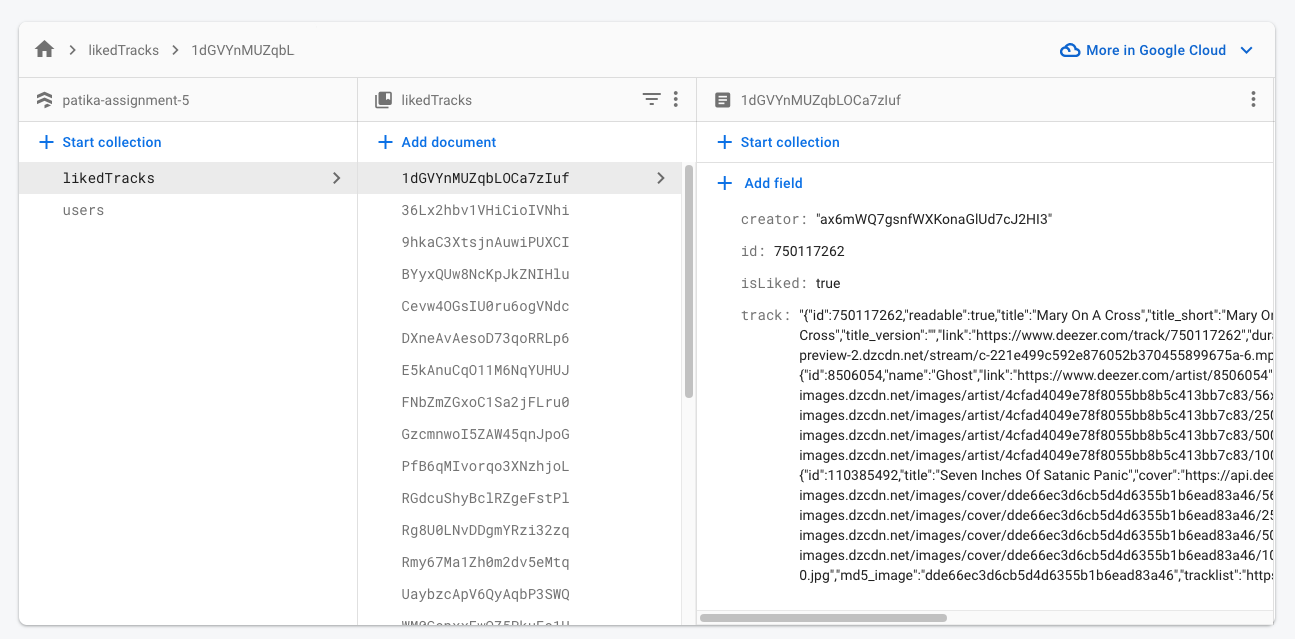 likedTracks
1dGVYnMUZqbL
More in Google Cloud
patika-assignment-5
likedTracks
1dGVYnMUZqbLOCa7zIuf
Start collection
Add document
Start collection
likedTracks
users
1dGVYnMUZqbLOCa7zIuf
36Lx2hbv1VHiCioIVNhi
9hkaC3XtsjnAuwiPUXCI
BYyxQUw8NcKpJkZNIHlu
Cevw4OGsIU0ru6ogVNdc
DXneAvAesoD73qoRRLp6
E5kAnuCqO11M6NqYUHUJ
FNbZmZGxoC1Sa2jFLru0
GzcmnwoI5ZAW45qnJpoG
PfB6qMIvorqo3XNzhjoL
RGdcuShyBclRZgeFstPl
Rg8U0LNvDDgmYRzi32zq
Rmy67Ma1Zh0m2dv5eMtq
UaybzcApV6QyAqbP3SWQ
Add field
creator: "ax6mWQ7gsnfWXKonaGlUd7cJ2HI3"
id: 750117262
isLiked: true
track: "{"id":750117262,"readable":true,"title":"Mary On A Cross","title_short":"Mary On
Cross","title_version":"","link":"https://www.deezer.com/track/750117262","dura
preview-2.dzcdn.net/stream/c-221e499c592e876052b370455899675a-6.mp
{"id":8506054,"name":"Ghost","link":"https://www.deezer.com/artist/8506054"
images.dzcdn.net/images/artist/4cfad4049e78f8055bb8b5c413bb7c83/56x
images.dzcdn.net/images/artist/4cfad4049e78f8055bb8b5c413bb7c83/250
images.dzcdn.net/images/artist/4cfad4049e78f8055bb8b5c413bb7c83/500
images.dzcdn.net/images/artist/4cfad4049e78f8055bb8b5c413bb7c83/100
{"id":110385492,"title":"Seven Inches Of Satanic Panic","cover":"https://api.dee
images.dzcdn.net/images/cover/dde66ec3d6cb5d4d6355b1b6ead83a46/56
images.dzcdn.net/images/cover/dde66ec3d6cb5d4d6355b1b6ead83a46/25
images.dzcdn.net/images/cover/dde66ec3d6cb5d4d6355b1b6ead83a46/50
images.dzcdn.net/images/cover/dde66ec3d6cb5d4d6355b1b6ead83a46/10
0.jpg","md5_image":"dde66ec3d6cb5d4d6355b1b6ead83a46","tracklist":"https